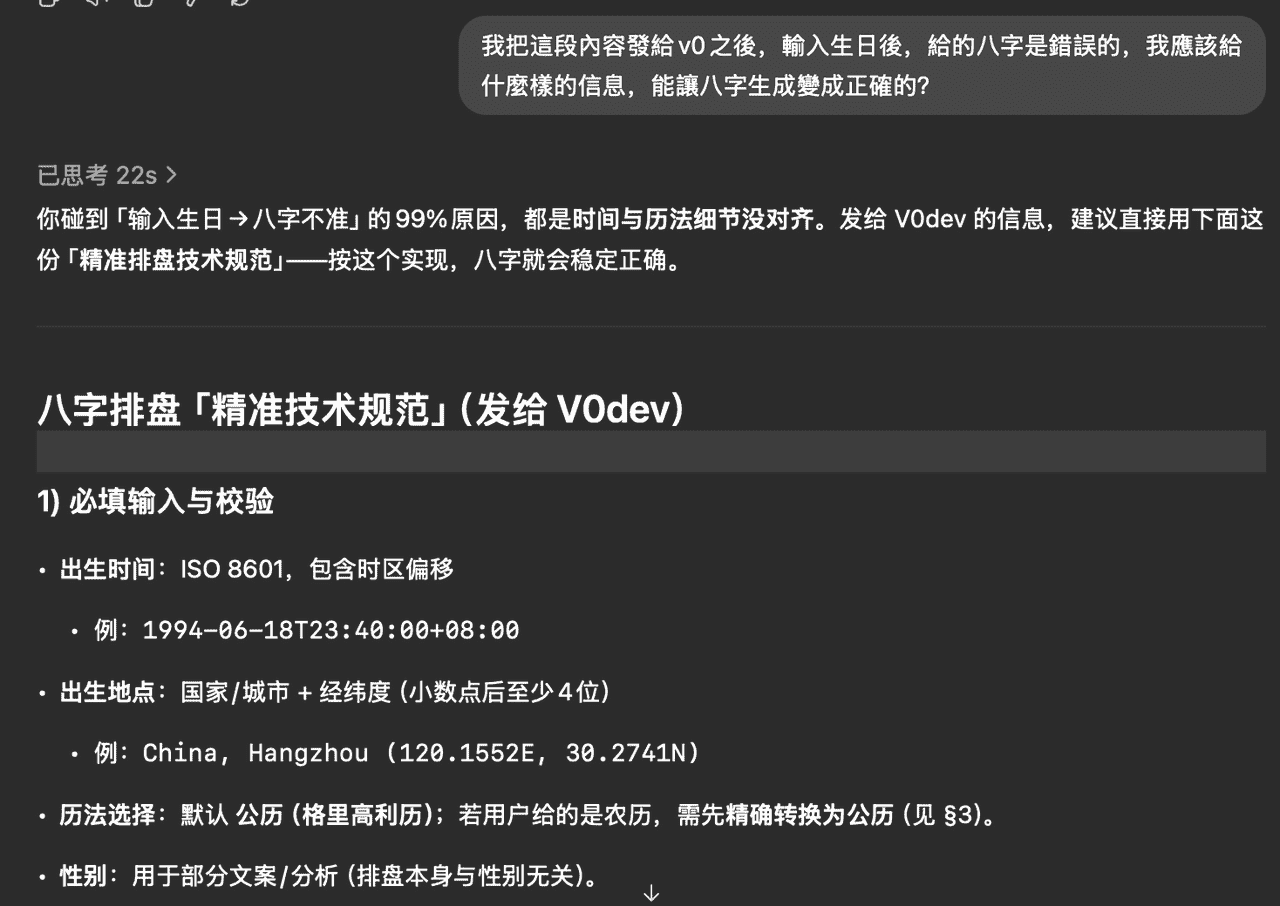 我把這段內容發給 v0 之後，輸入生日後，給的八字是錯誤的，我應該給
什麼樣的信息，能讓八字生成變成正確的？
已思考 22s >
你碰到「输入生日→八字不准」的 99% 原因，都是时间与历法细节没对齐。发给 V0dev 的信息，建议直接用下面这
份「精准排盘技术规范」——按这个实现，八字就会稳定正确。
八字排盘「精准技术规范」（发给 V0dev）
1) 必填输入与校验
• 出生时间：ISO 8601，包含时区偏移
• 例：1994-06-18T23:40:00+08:00
• 出生地点：国家/城市 + 经纬度（小数点后至少 4 位）
• 例：China, Hangzhou (120.1552E, 30.2741N)
• 历法选择：默认 公历（格里高利历）；若用户给的是农历，需先精确转换为公历（见 §3）。
• 性别：用于部分文案/分析（排盘本身与性别无关）。